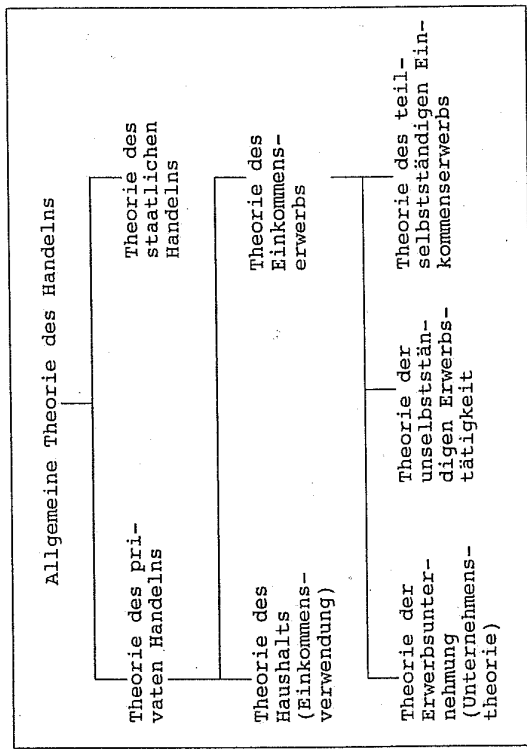 Allgemeine Theorie des Handelns
Theorie des pri-
vaten Handelns
Theorie des
staatlichen
Handelns
Theorie des
Haushalts
(Einkommens-
verwendung)
Theorie des
Einkommens-
erwerbs
Theorie der
Erwerbsunter-
nehmung
(Unternehmens-
theorie)
Theorie der
unselbststän-
digen Erwerbs-
tätigkeit
Theorie des teil-
selbstständigen Ein-
kommenserwerbs